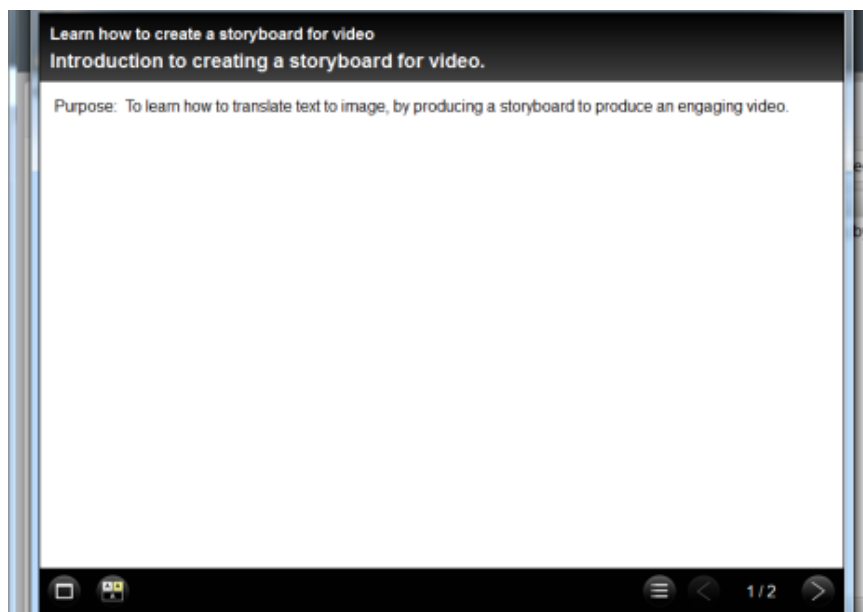 Learn how to create a storyboard for video
Introduction to creating a storyboard for video.
Purpose: To learn how to translate text to image, by producing a storyboard to produce an engaging video.
1/2